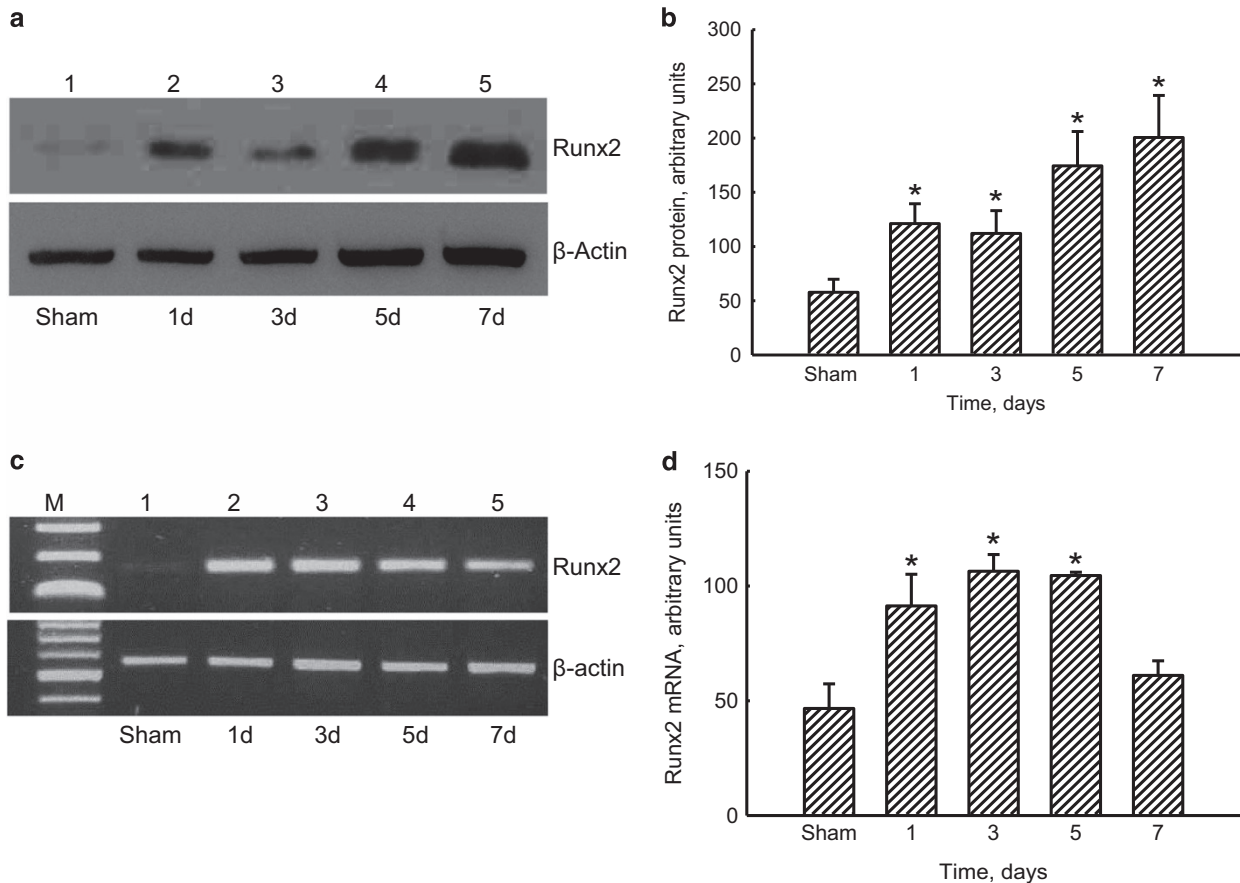 a
1 2 3 4 5
Runx2
β-Actin
Sham 1d 3d 5d 7d
b
300
250
200
150
100
50
0
Runx2 protein, arbitrary units
* * * *
Sham 1 3 5 7
Time, days
c
M 1 2 3 4 5
Runx2
β-actin
Sham 1d 3d 5d 7d
d
150
100
50
0
Runx2 mRNA, arbitrary units
* * *
Sham 1 3 5 7
Time, days